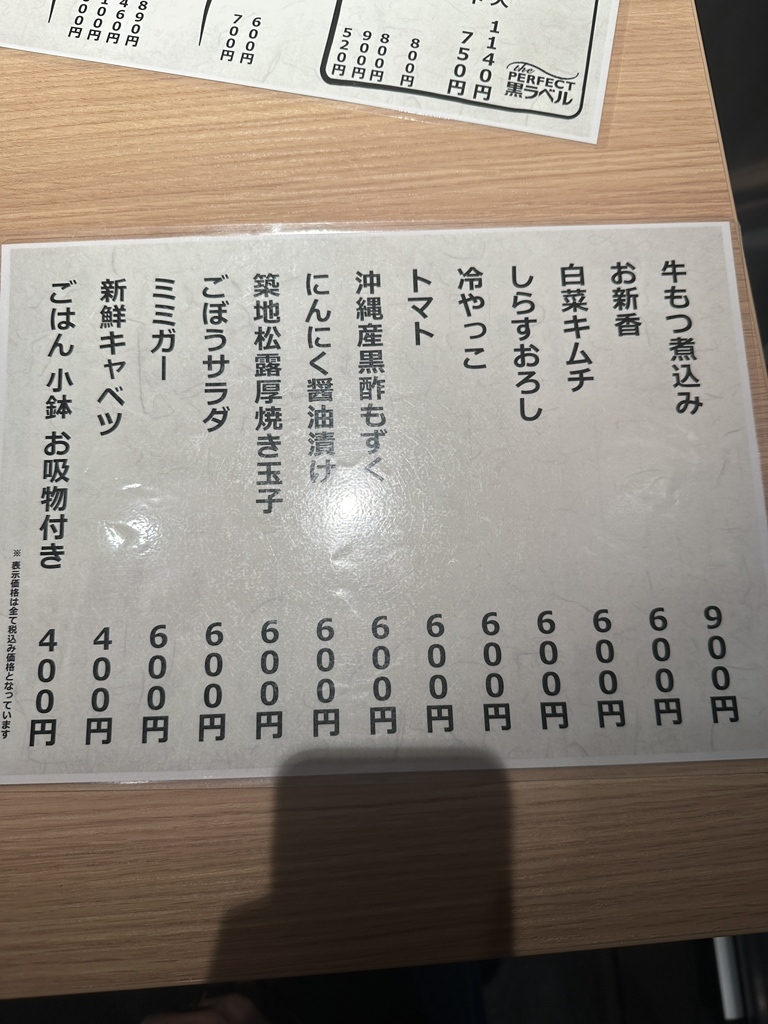 1140円
750円
800円
800円
900円
520円
the
PERFECT
黒ラベル
600円
700円
890円
460円
牛もつ煮込み 900円
お新香 600円
白菜キムチ 600円
しらすおろし 600円
冷やっこ 600円
トマト 600円
沖縄産黒酢もずく 600円
にんにく醤油漬け 600円
築地松露厚焼き玉子 600円
ごぼうサラダ 600円
ミミガー 600円
新鮮キャベツ 400円
ごはん 小鉢 お吸物付き 400円
※ 表示価格は全て税込み価格となっています